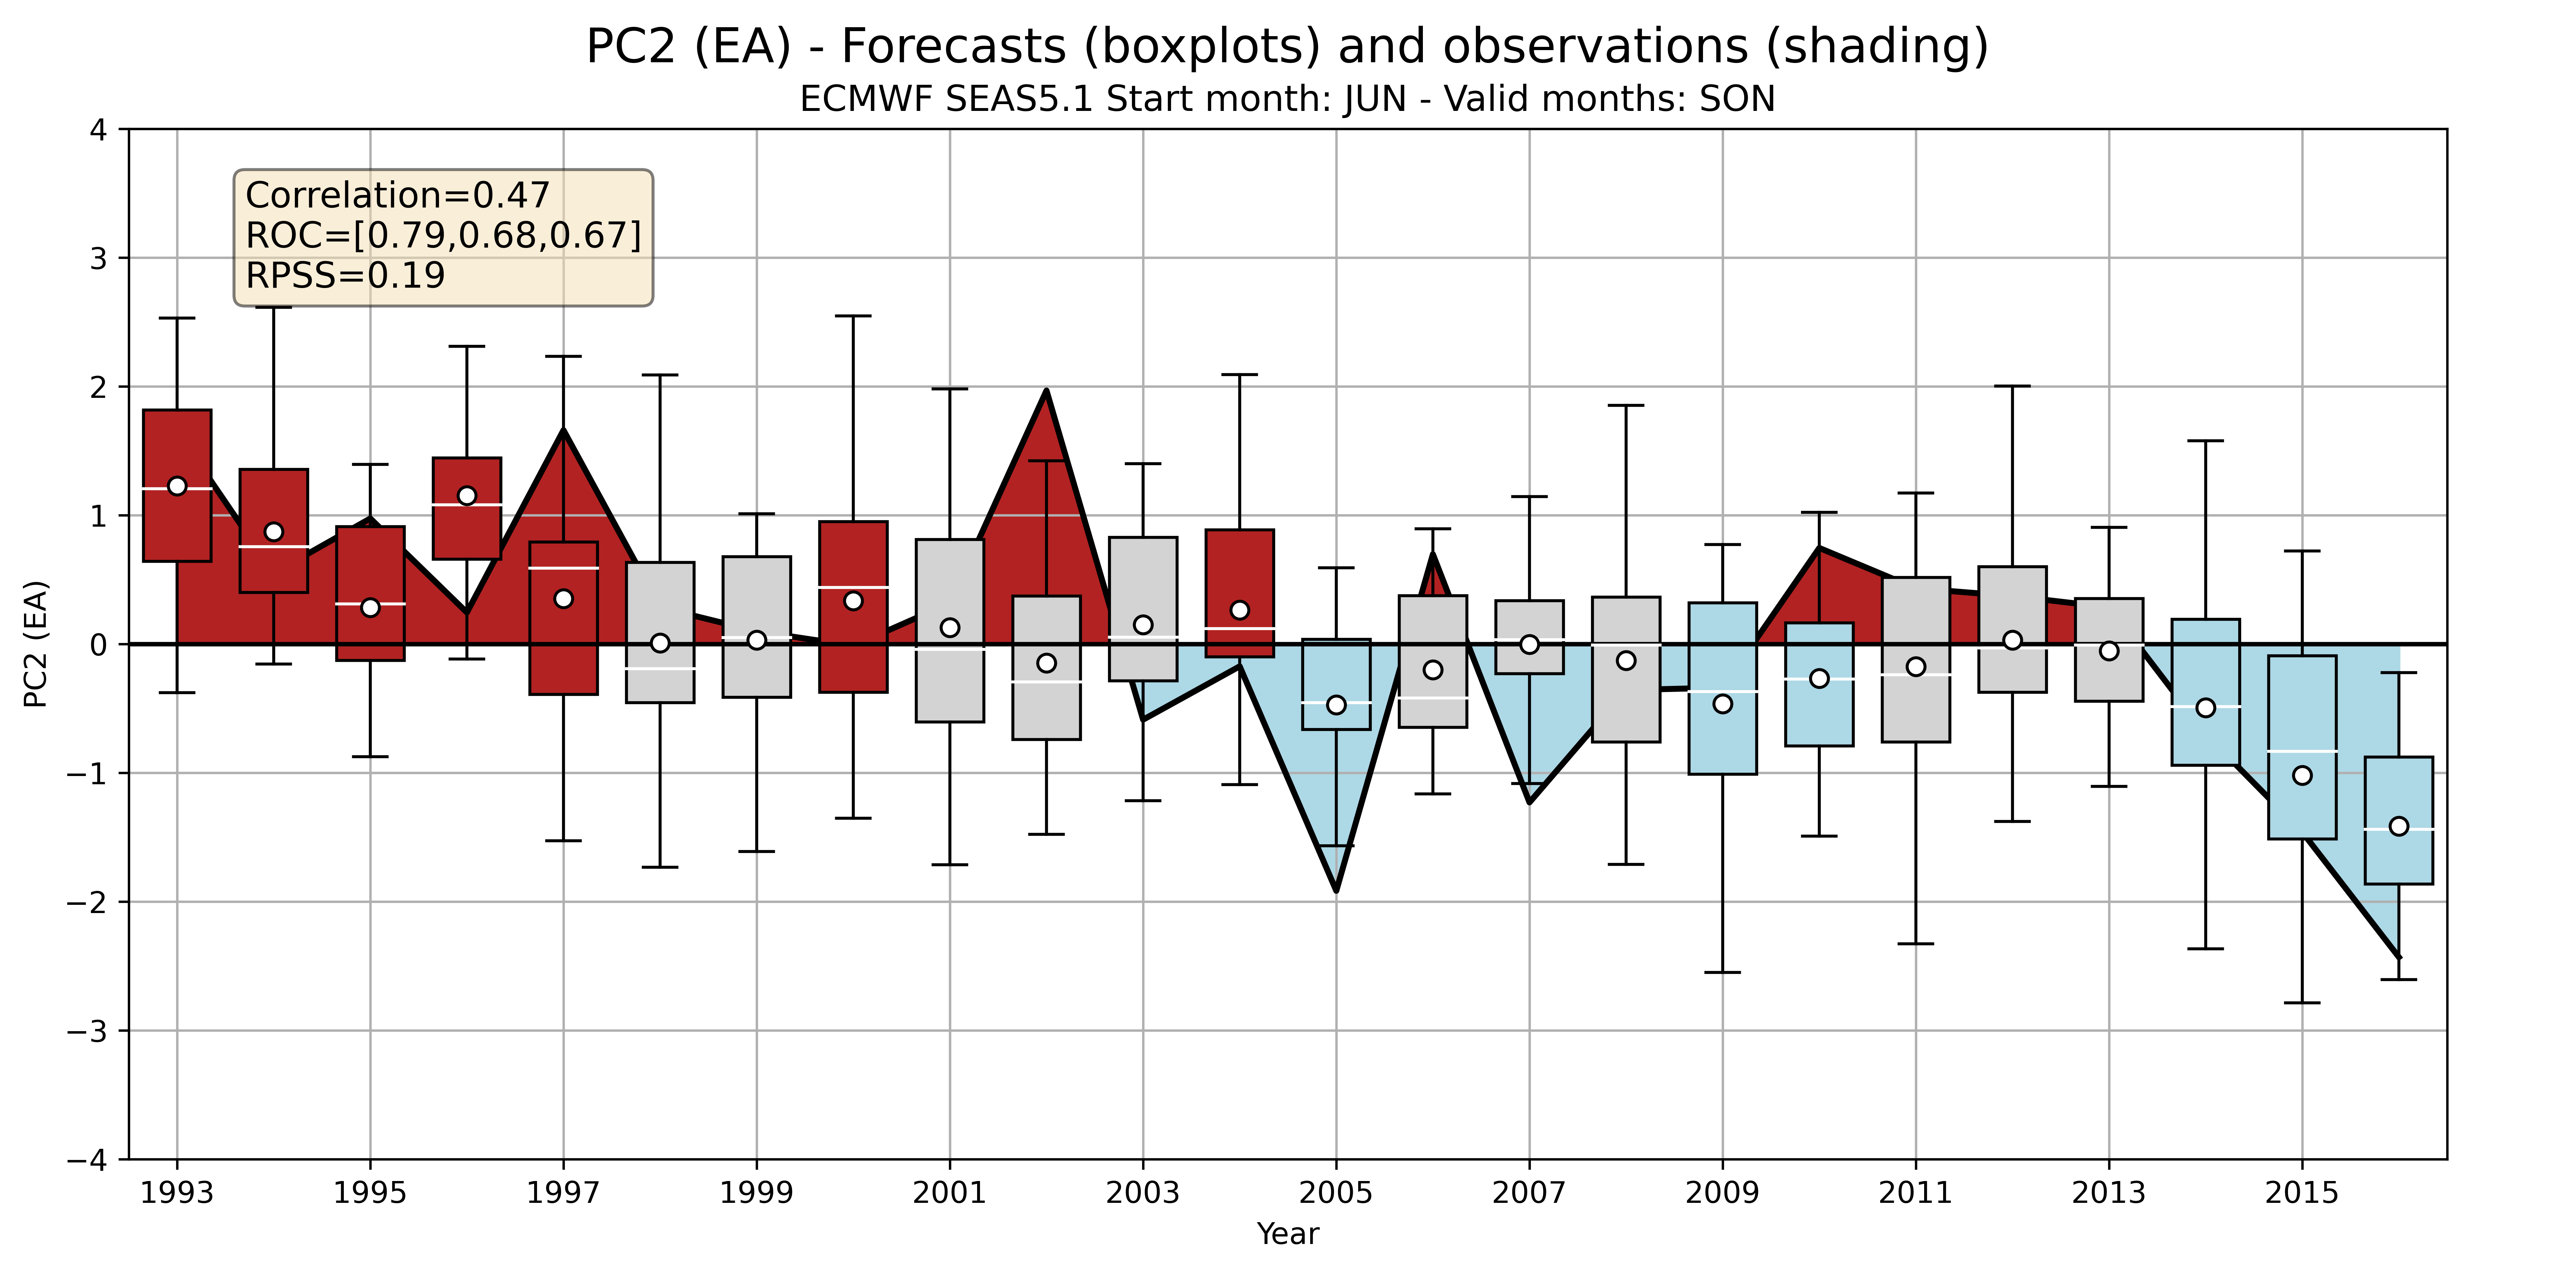 PC2 (EA) - Forecasts (boxplots) and observations (shading)
ECMWF SEAS5.1 Start month: JUN - Valid months: SON
Correlation=0.47
ROC=[0.79,0.68,0.67]
RPSS=0.19
PC2 (EA)
4
3
2
1
0
−1
−2
−3
−4
1993 1995 1997 1999 2001 2003 2005 2007 2009 2011 2013 2015
Year